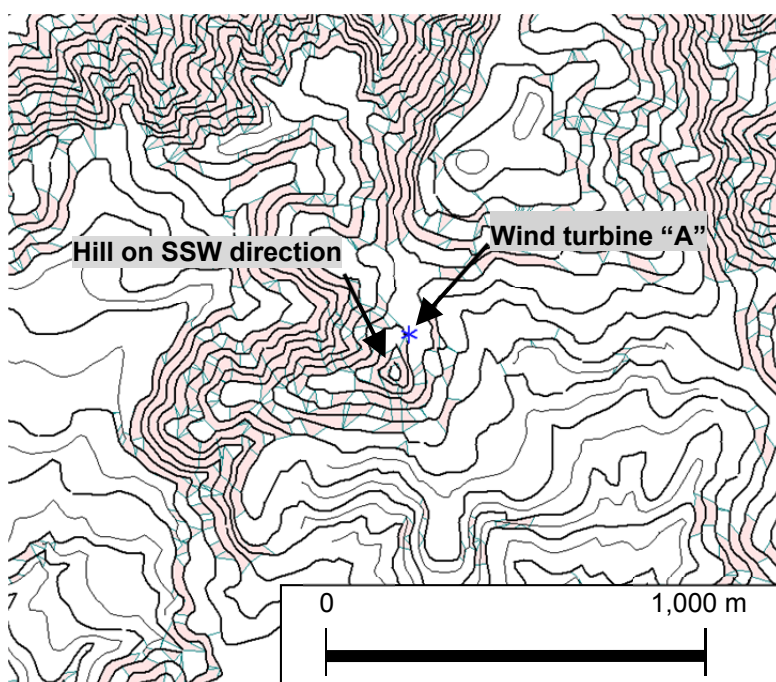 Wind turbine “A”
Hill on SSW direction
0 1,000 m